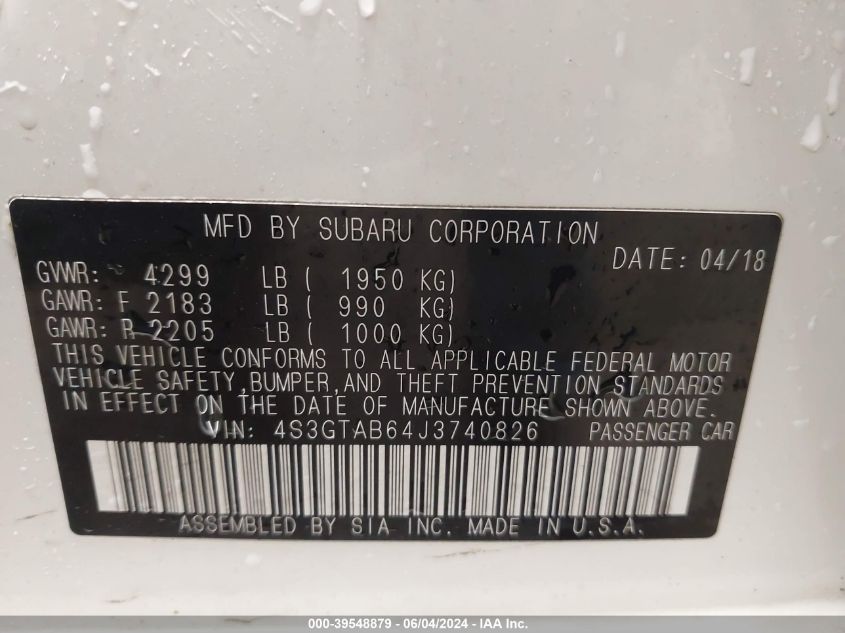 MFD BY SUBARU CORPORATION
DATE: 04/18
GVWR: 4299 LB ( 1950 KG)
GAWR: F 2183 LB ( 990 KG)
GAWR: R 2205 LB ( 1000 KG)
THIS VEHICLE CONFORMS TO ALL APPLICABLE FEDERAL MOTOR
VEHICLE SAFETY,BUMPER,AND THEFT PREVENTION STANDARDS
IN EFFECT ON THE DATE OF MANUFACTURE SHOWN ABOVE.
VIN: 4S3GTAB64J3740826 PASSENGER CAR
ASSEMBLED BY SIA INC. MADE IN U.S.A.
000-39548879 - 06/04/2024 - IAA Inc.